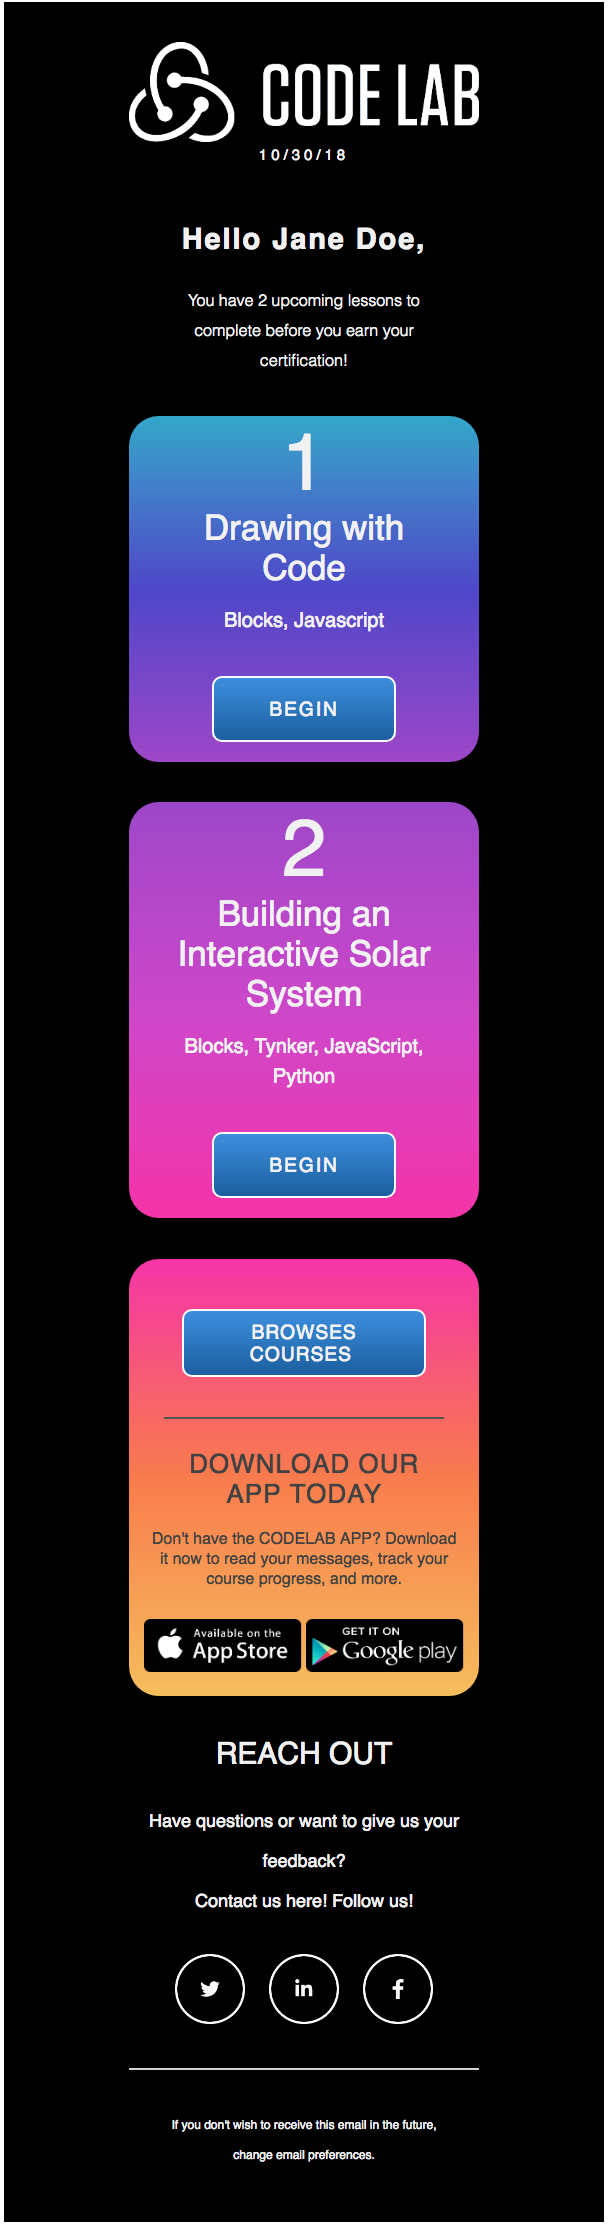 CODE LAB
10/30/18
Hello Jane Doe,
You have 2 upcoming lessons to
complete before you earn your
certification!
1
Drawing with
Code
Blocks, Javascript
BEGIN
2
Building an
Interactive Solar
System
Blocks, Tynker, JavaScript,
Python
BEGIN
BROWSES
COURSES
DOWNLOAD OUR
APP TODAY
Don't have the CODELAB APP? Download
it now to read your messages, track your
course progress, and more.
Available on the
App Store
GET IT ON
Google play
REACH OUT
Have questions or want to give us your
feedback?
Contact us here! Follow us!
in
f
If you don't wish to receive this email in the future,
change email preferences.